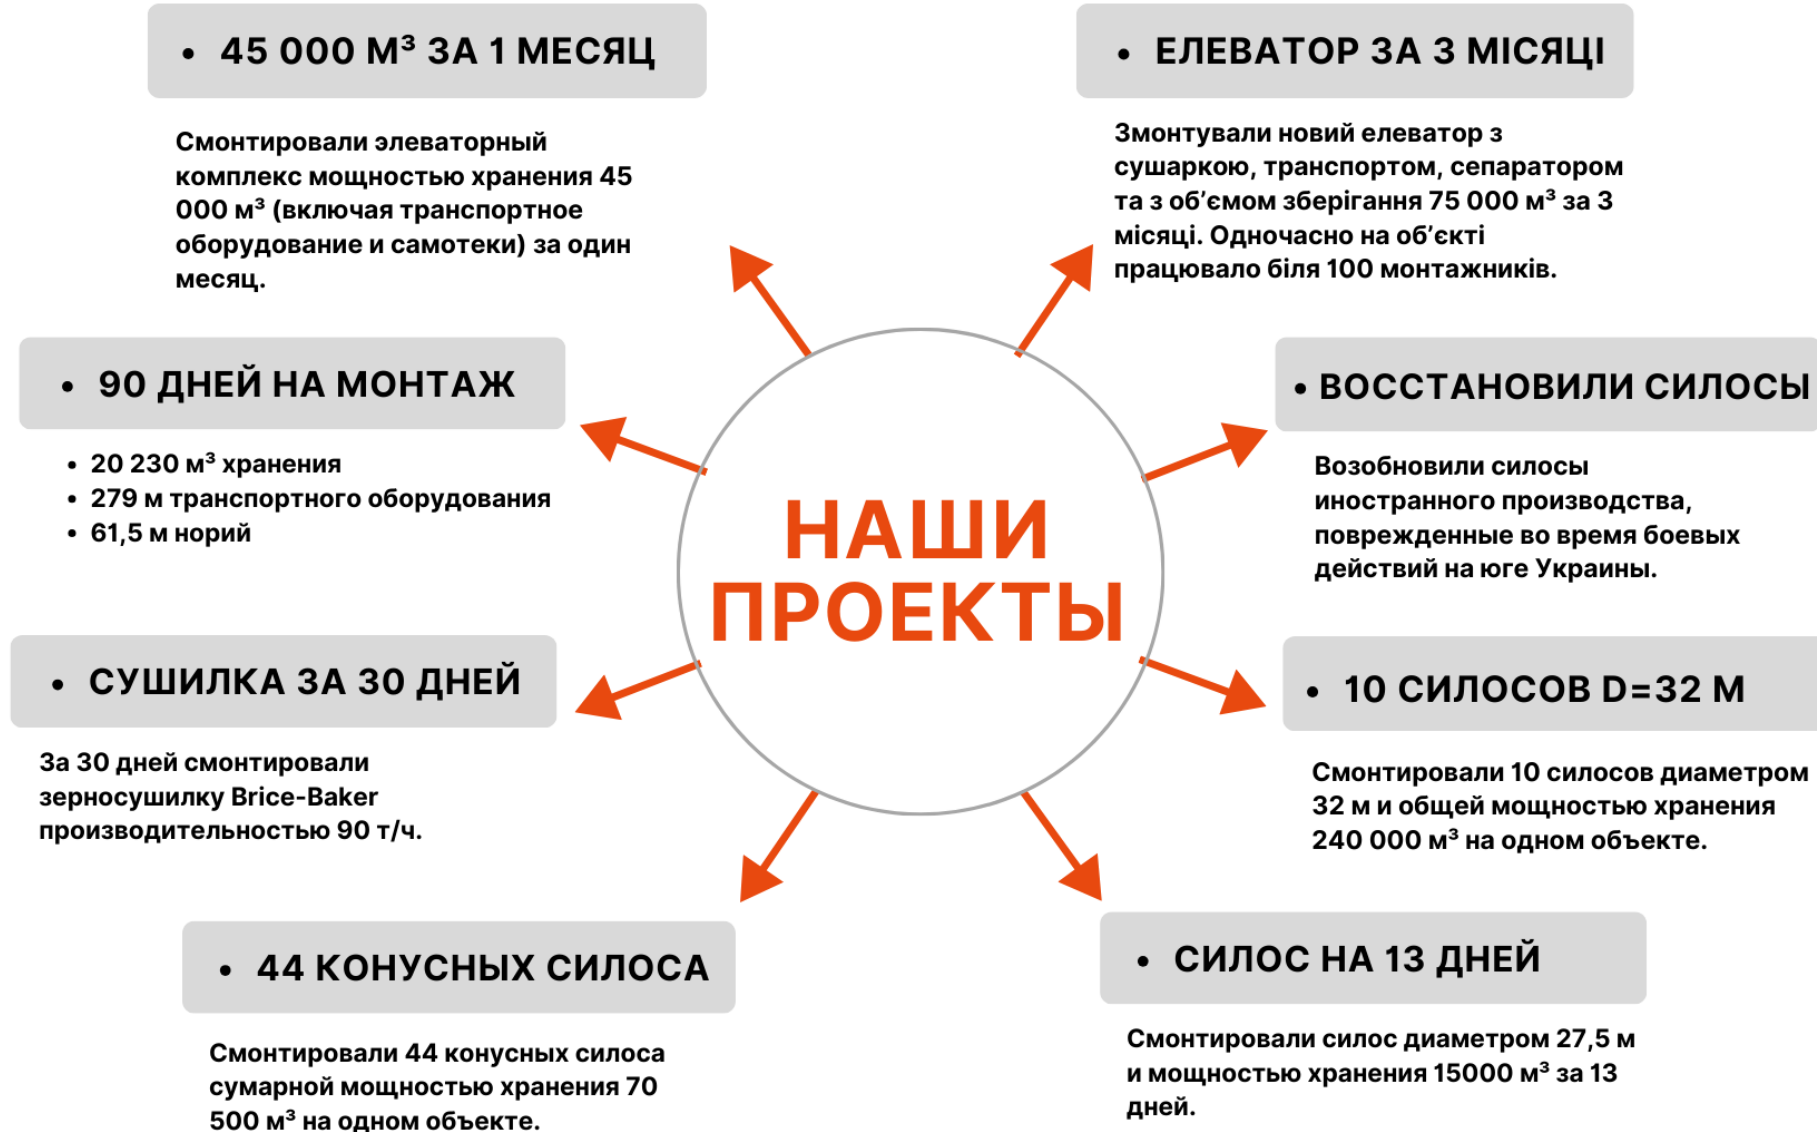 • 45 000 М³ ЗА 1 МЕСЯЦ
Смонтировали элеваторный
комплекс мощностью хранения 45
000 м³ (включая транспортное
оборудование и самотеки) за один
месяц.
• ЕЛЕВАТОР ЗА 3 МІСЯЦІ
Змонтували новий елеватор з
сушаркою, транспортом, сепаратором
та з об’ємом зберігання 75 000 м³ за 3
місяці. Одночасно на об’єкті
працювало біля 100 монтажників.
• 90 ДНЕЙ НА МОНТАЖ
• 20 230 м³ хранения
• 279 м транспортного оборудования
• 61,5 м норий
• ВОССТАНОВИЛИ СИЛОСЫ
Возобновили силосы
иностранного производства,
поврежденные во время боевых
действий на юге Украины.
НАШИ
ПРОЕКТЫ
• СУШИЛКА ЗА 30 ДНЕЙ
За 30 дней смонтировали
зерносушилку Brice-Baker
производительностью 90 т/ч.
• 10 СИЛОСОВ D=32 М
Смонтировали 10 силосов диаметром
32 м и общей мощностью хранения
240 000 м³ на одном объекте.
• 44 КОНУСНЫХ СИЛОСА
Смонтировали 44 конусных силоса
сумарной мощностью хранения 70
500 м³ на одном объекте.
• СИЛОС НА 13 ДНЕЙ
Смонтировали силос диаметром 27,5 м
и мощностью хранения 15000 м³ за 13
дней.